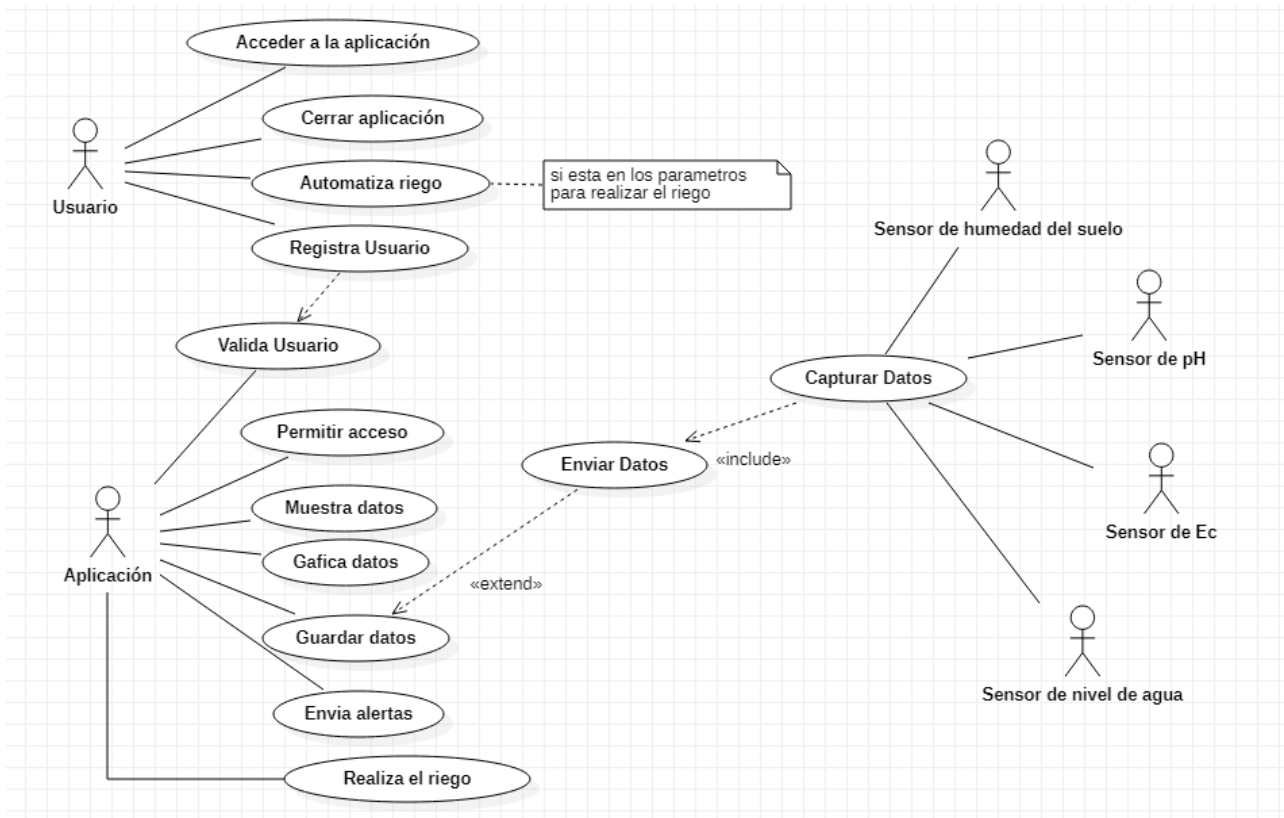 Acceder a la aplicación
Cerrar aplicación
Automatiza riego
si esta en los parametros
para realizar el riego
Usuario
Registra Usuario
Sensor de humedad del suelo
Valida Usuario
Sensor de pH
Capturar Datos
Permitir acceso
Enviar Datos
«include»
Muestra datos
Sensor de Ec
Gafica datos
Aplicación
«extend»
Guardar datos
Sensor de nivel de agua
Envia alertas
Realiza el riego